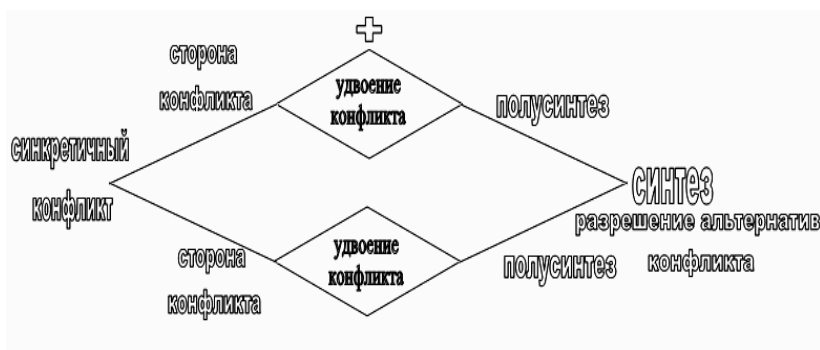 +
сторона
конфликта
удвоение
конфликта
полусинтез
синкретичный
конфликт
синтез
разрешение альтернатив
конфликта
сторона
конфликта
удвоение
конфликта
полусинтез